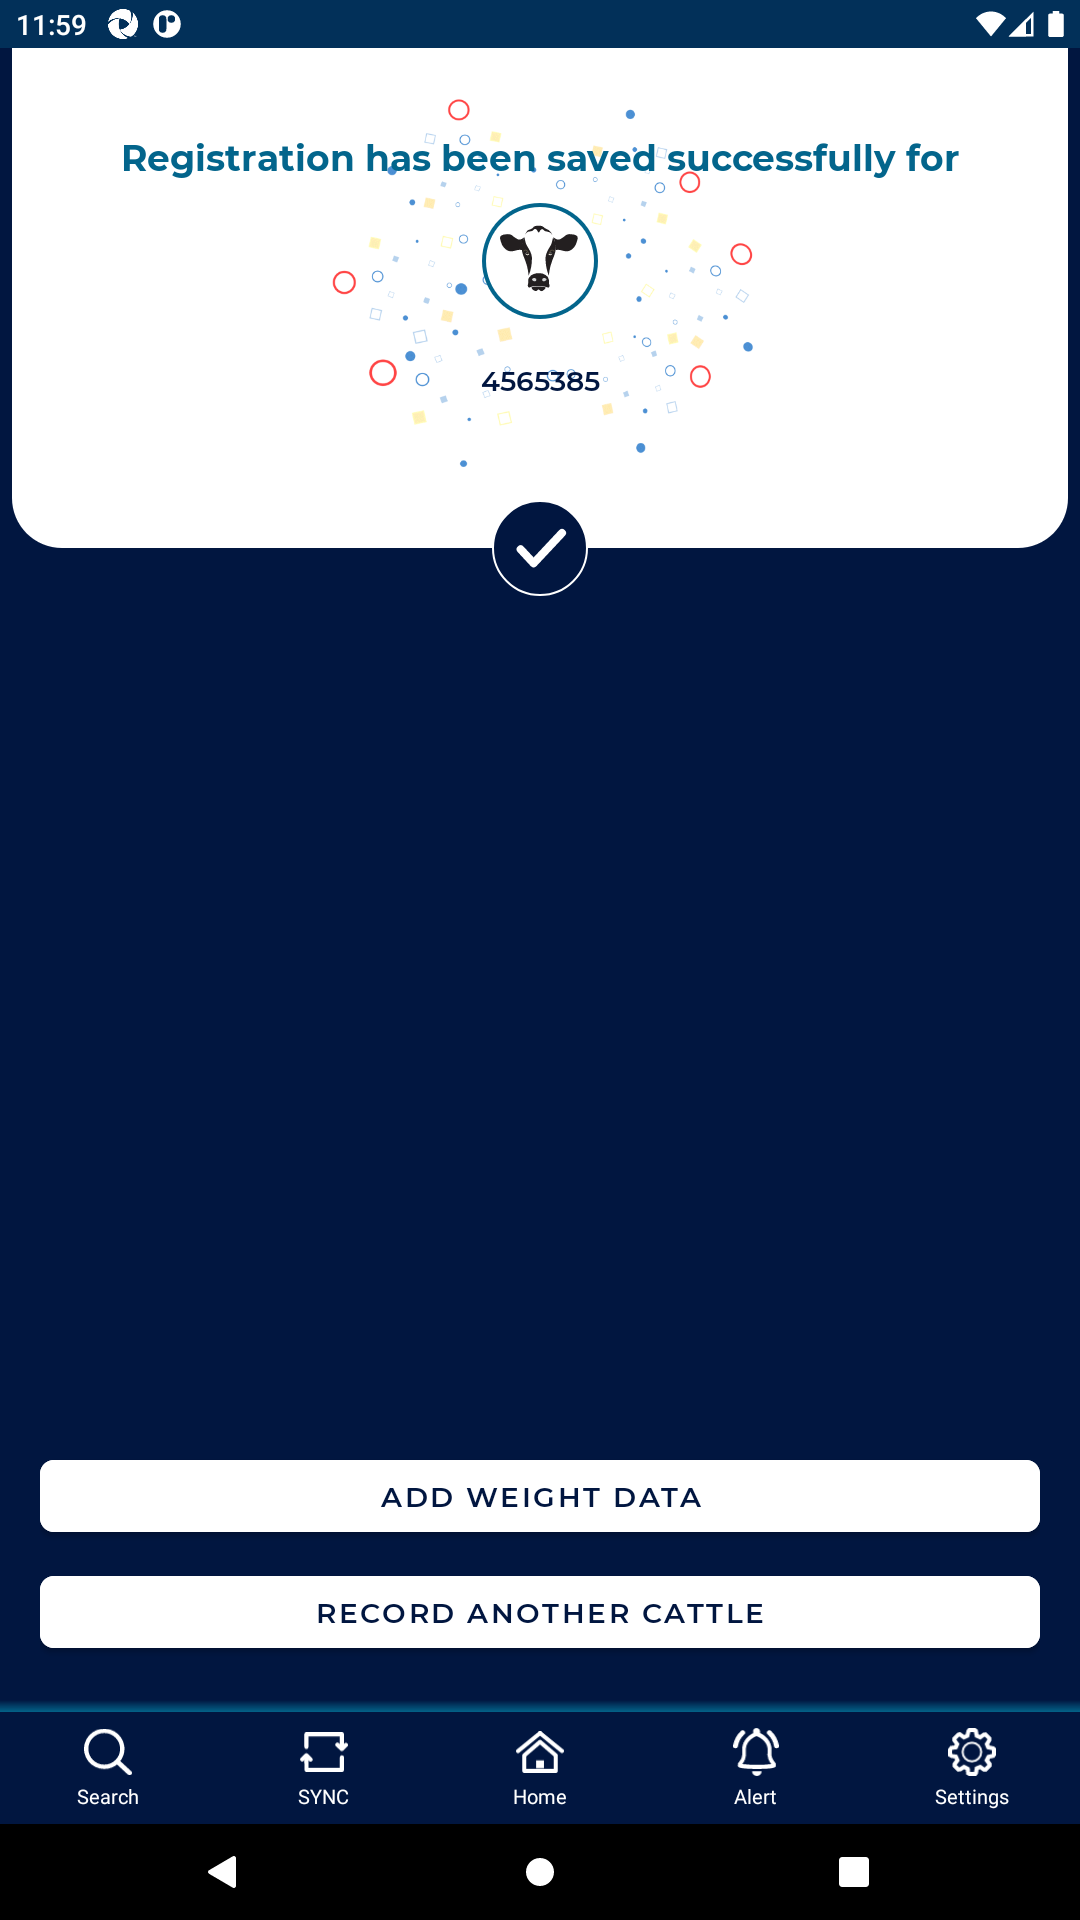 11:59
Registration has been saved successfully for
4565385
ADD WEIGHT DATA
RECORD ANOTHER CATTLE
Search
SYNC
Home
Alert
Settings